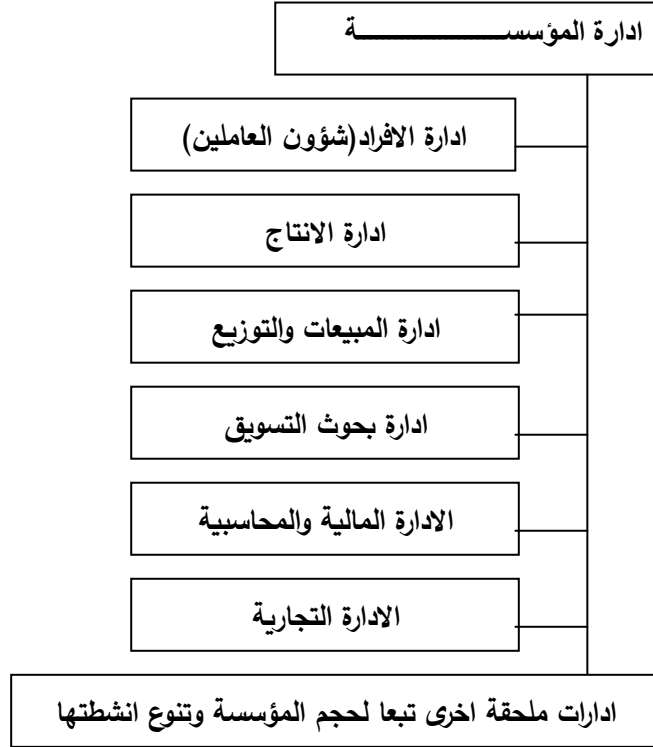 ادارة المؤسســـــــــــــــــــة
ادارة الافراد(شؤون العاملين)
ادارة الانتاج
ادارة المبيعات والتوزيع
ادارة بحوث التسويق
الادارة المالية والمحاسبية
الادارة التجارية
ادارات ملحقة اخرى تبعا لحجم المؤسسة وتنوع انشطتها